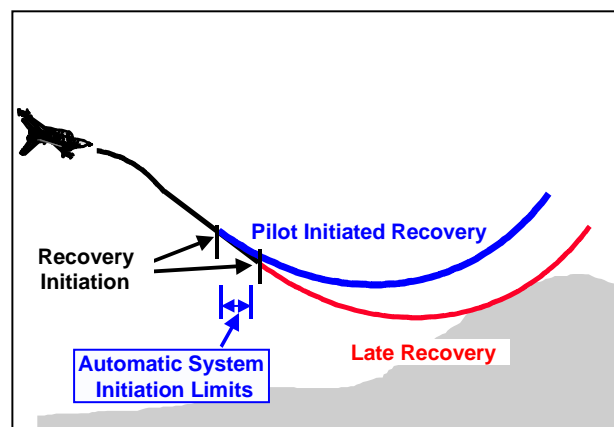 Pilot Initiated Recovery
Recovery
Initiation
Late Recovery
Automatic System
Initiation Limits